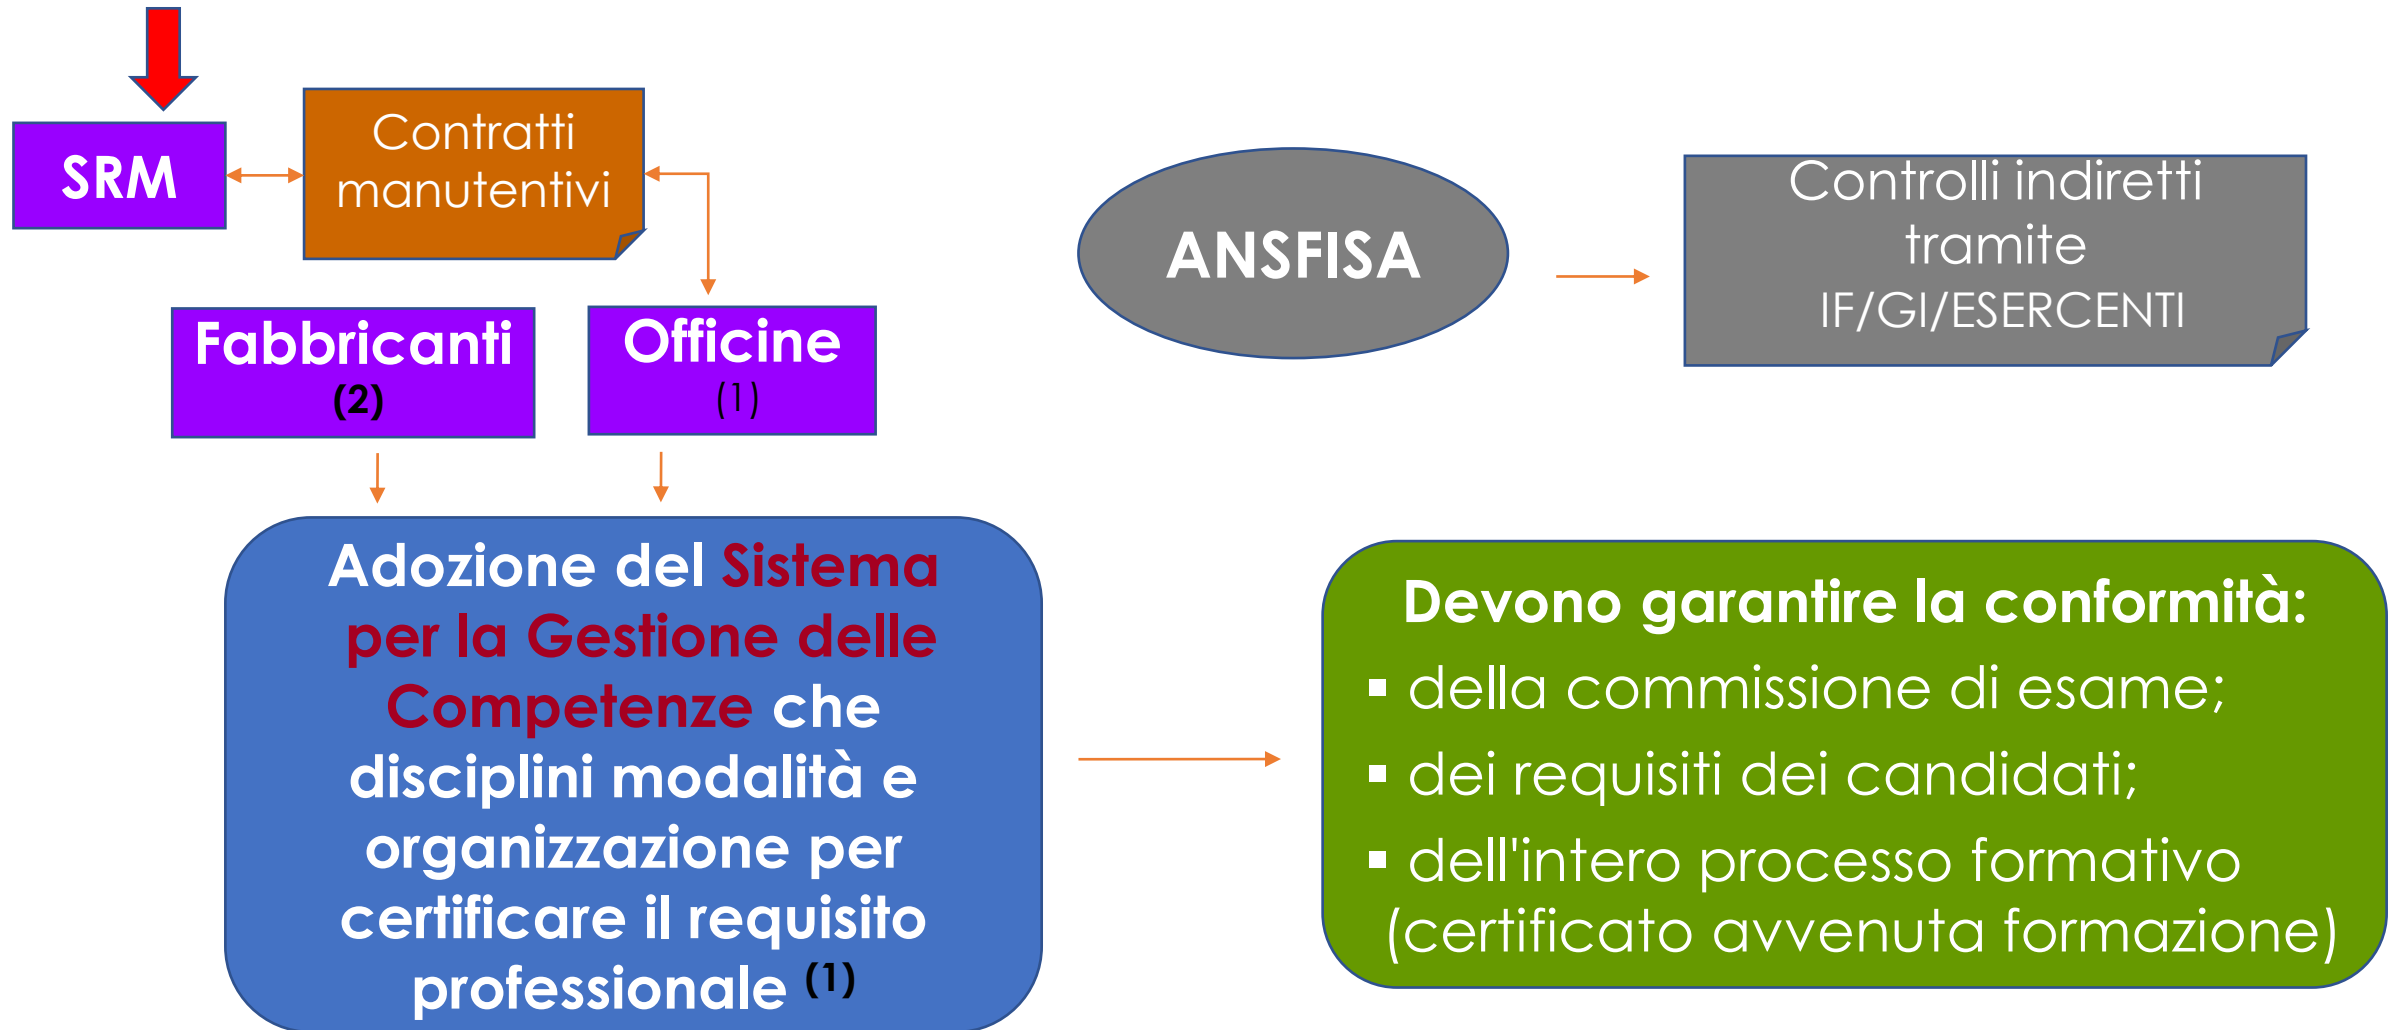 SRM
Contratti
manutentivi
Fabbricanti
(2)
Officine
(1)
ANSFISA
Controlli indiretti
tramite
IF/GI/ESERCENTI
Adozione del Sistema
per la Gestione delle
Competenze che
disciplini modalità e
organizzazione per
certificare il requisito
professionale (1)
Devono garantire la conformità:
▪ della commissione di esame;
▪ dei requisiti dei candidati;
▪ dell'intero processo formativo
(certificato avvenuta formazione)